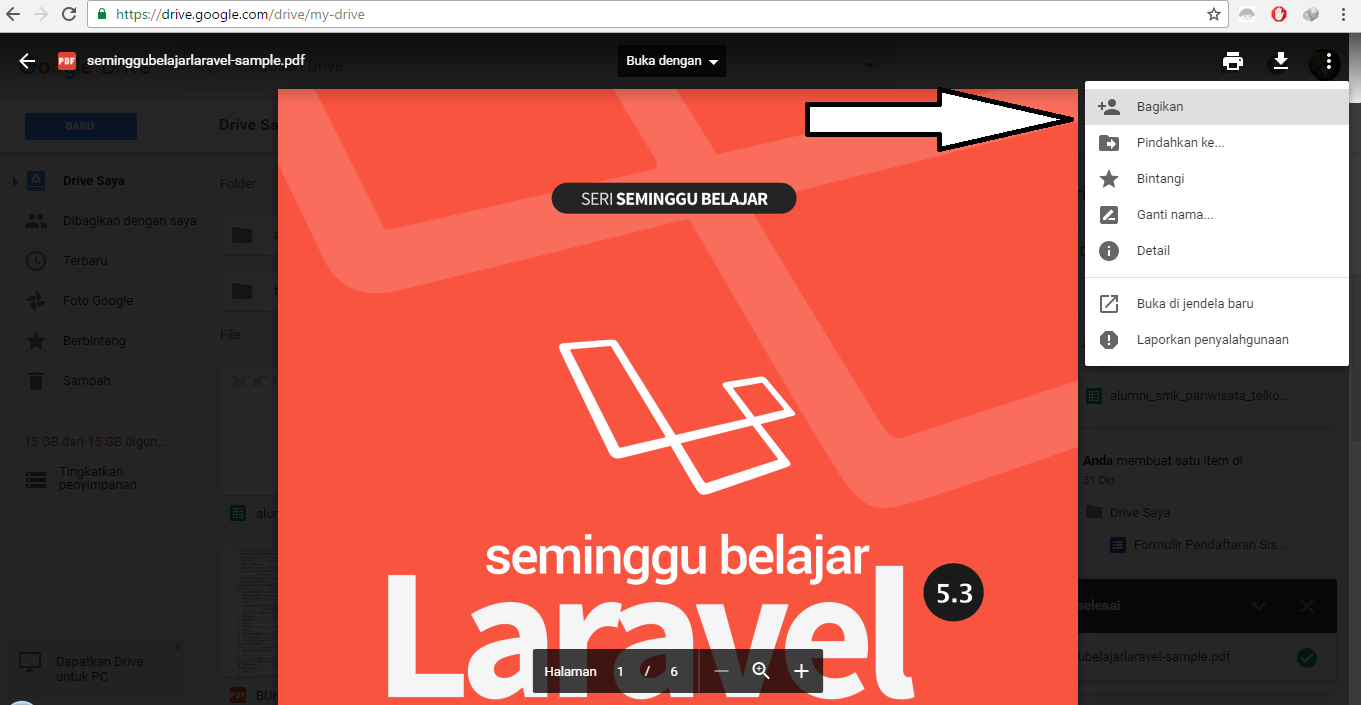 https://drive.google.com/drive/my-drive
PDF seminggubelajarlaravel-sample.pdf
Buka dengan
BARU
Drive Sa
Drive Saya
Dibagikan dengan saya
Terbaru
Foto Google
Berbintang
Sampah
15 GB dari 15 GB digun...
Tingkatkan
penyimpanan
Dapatkan Drive
untuk PC
Folder
File
alu
PDF BUK
SERI SEMINGGU BELAJAR
seminggu belajar
Laravel
5.3
Halaman 1 / 6
Bagikan
Pindahkan ke...
Bintangi
Ganti nama...
Detail
Buka di jendela baru
Laporkan penyalahgunaan
alumni_smk_pariwisata_telko...
Anda membuat satu item di
31 Okt
Drive Saya
Formulir Pendaftaran Sis...
selesai
ubelajarlaravel-sample.pdf